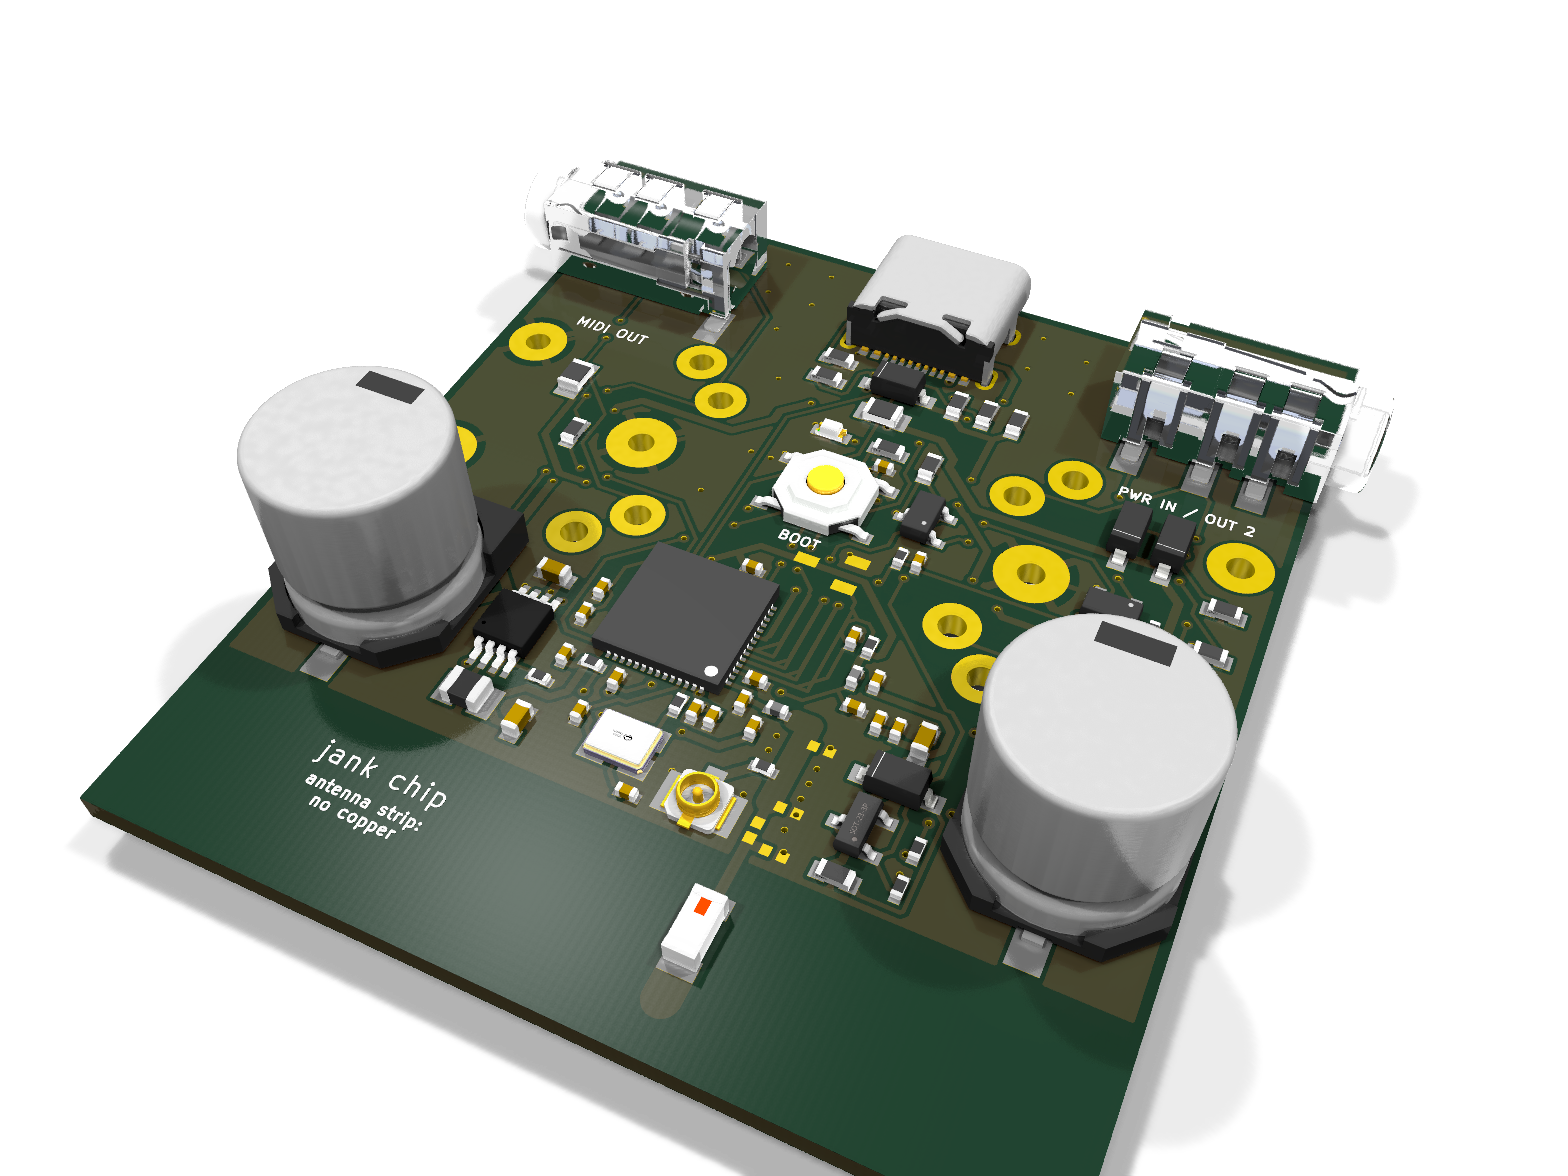 MIDI OUT
PWR IN / OUT 2
BOOT
jank chip
antenna strip:
no copper